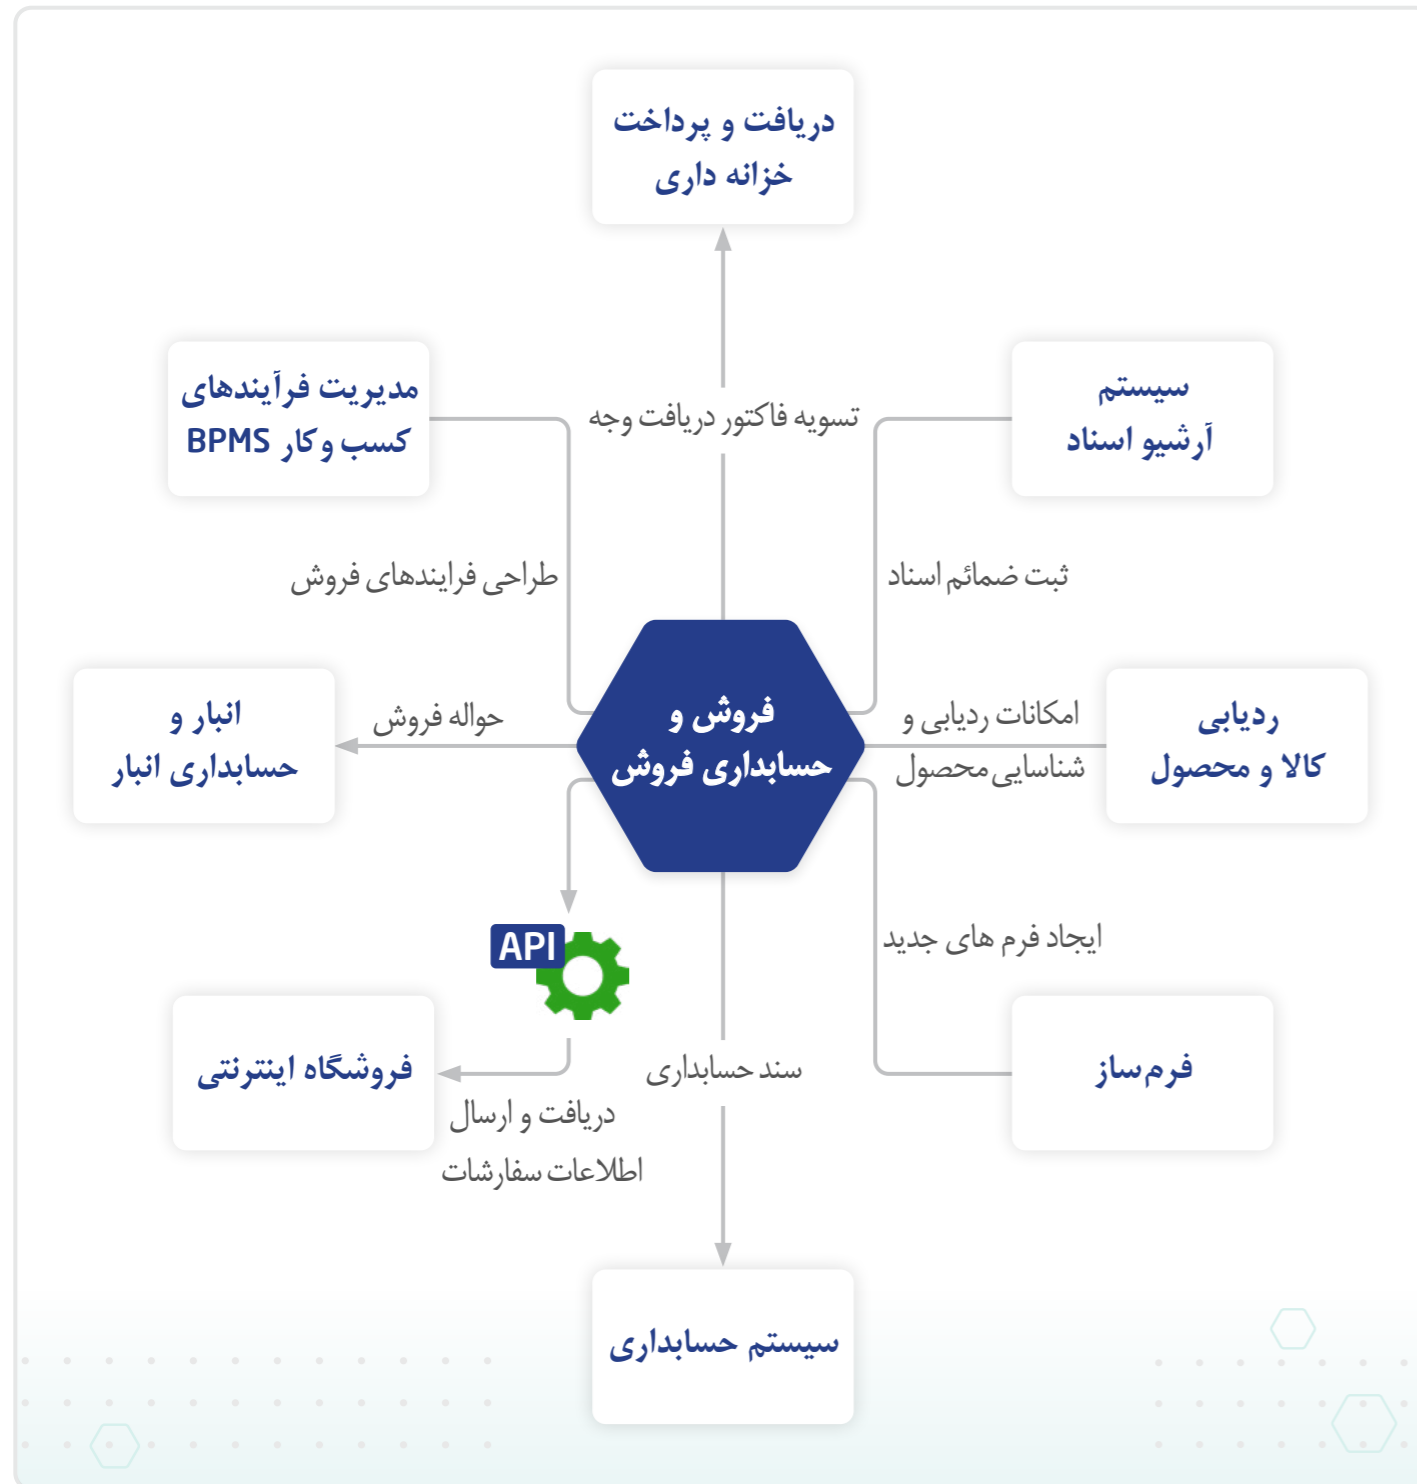 دریافت و پرداخت
خزانه داری
سیستم
آرشیو اسناد
مدیریت فرآیندهای
کسب و کار BPMS
تسویه فاکتور دریافت وجه
ثبت ضمائم اسناد
طراحی فرایندهای فروش
ردیابی
کالا و محصول
امکانات ردیابی و
شناسایی محصول
فروش و
حسابداری فروش
حواله فروش
انبار و
حسابداری انبار
ایجاد فرم های جدید
API
فرم‌ساز
سند حسابداری
فروشگاه اینترنتی
دریافت و ارسال
اطلاعات سفارشات
سیستم حسابداری